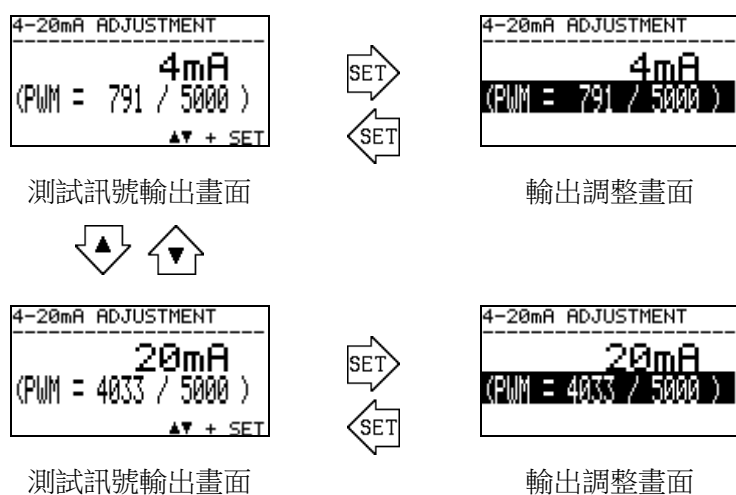 4-20mA ADJUSTMENT
4mA
(PWM = 791 / 5000 )
▲▼ + SET
SET
SET
4-20mA ADJUSTMENT
4mA
(PWM = 791 / 5000 )
測試訊號輸出畫面
輸出調整畫面
▲
▼
4-20mA ADJUSTMENT
20mA
(PWM = 4033 / 5000 )
▲▼ + SET
SET
SET
4-20mA ADJUSTMENT
20mA
(PWM = 4033 / 5000 )
測試訊號輸出畫面
輸出調整畫面